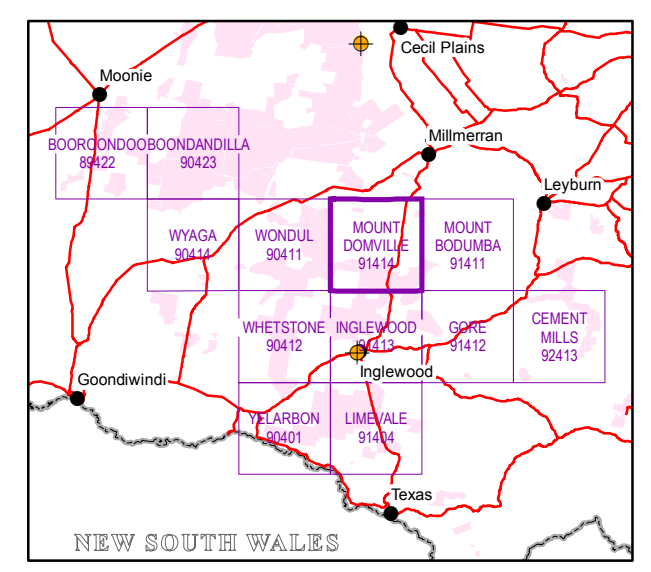 Cecil Plains
Moonie
Millmerran
BOOROONDOO
89422
BOONDANDILLA
90423
Leyburn
WYAGA
90414
WONDUL
90411
MOUNT
DOMVILLE
91414
MOUNT
BODUMBA
91411
WHETSTONE
90412
INGLEWOOD
91413
GORE
91412
CEMENT
MILLS
92413
Inglewood
Goondiwindi
YELARBON
90401
LIMEVALE
91404
Texas
NEW SOUTH WALES